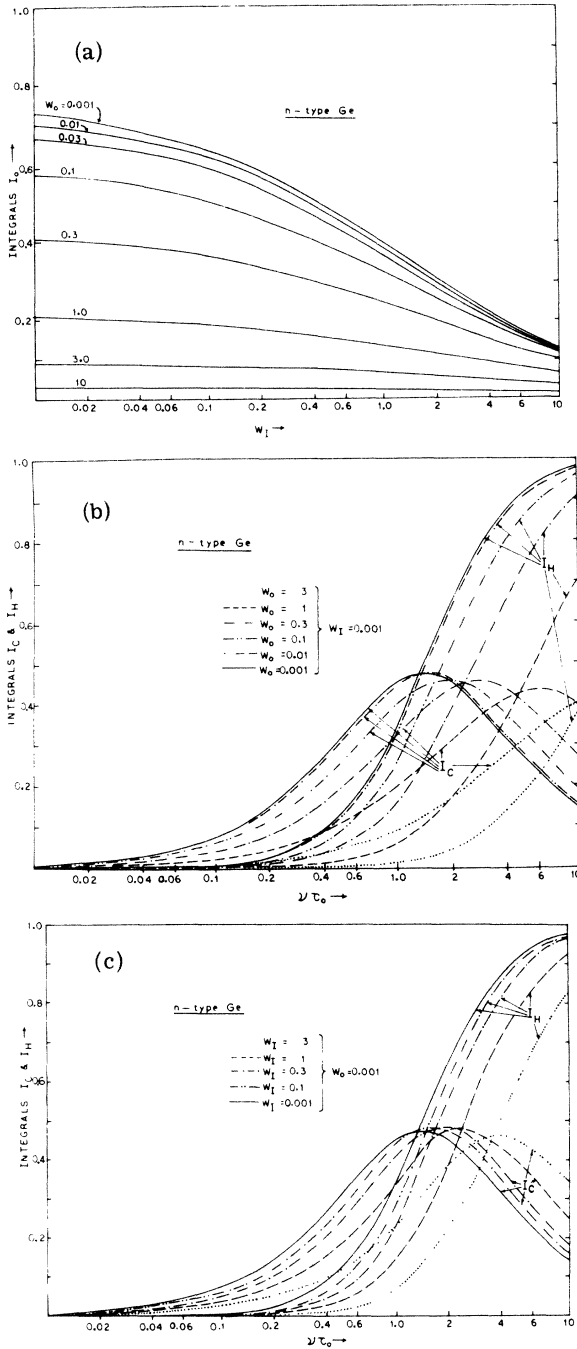 (a)
1.0
0.8
0.6
0.4
0.2
INTEGRALS I₀ →
n-type Ge
W₀ = 0.001
0.01
0.03
0.1
0.3
1.0
3.0
10
0.02 0.04 0.06 0.1 0.2 0.4 0.6 1.0 2 4 6 10
W_I →
(b)
1.0
0.8
0.6
0.4
0.2
INTEGRALS I_C & I_H →
n-type Ge
W₀ = 3
W₀ = 1
W₀ = 0.3
W₀ = 0.1
W₀ = 0.01
W₀ = 0.001
W_I = 0.001
I_H
I_C
0.02 0.04 0.06 0.1 0.2 0.4 0.6 1.0 2 4 6 10
ντ₀ →
(c)
1.0
0.8
0.6
0.4
0.2
INTEGRALS I_C & I_H →
n-type Ge
W_I = 3
W_I = 1
W_I = 0.3
W_I = 0.1
W_I = 0.001
W₀ = 0.001
I_H
I_C
0.02 0.04 0.06 0.1 0.2 0.4 0.6 1.0 2 4 6 10
ντ₀ →